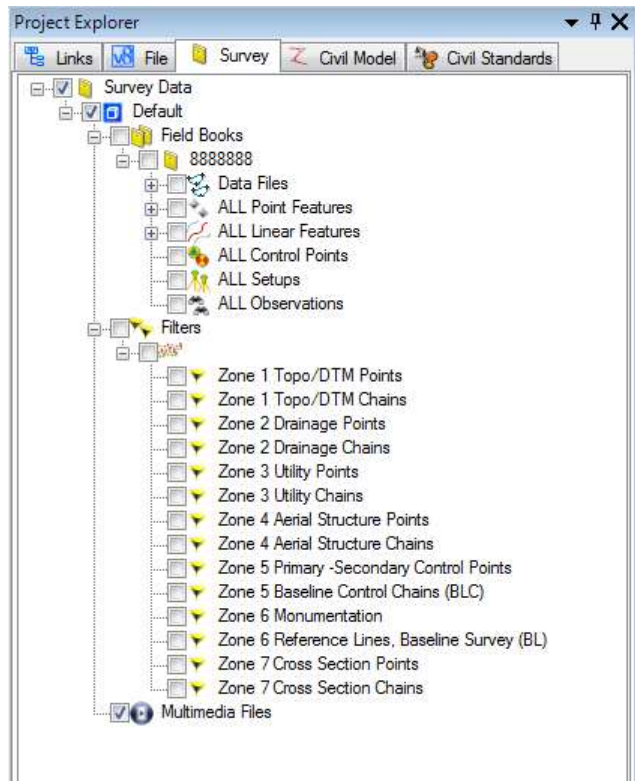 Project Explorer
Links V8 File Survey Civil Model Civil Standards
Survey Data
Default
Field Books
8888888
Data Files
ALL Point Features
ALL Linear Features
ALL Control Points
ALL Setups
ALL Observations
Filters
Zone 1 Topo/DTM Points
Zone 1 Topo/DTM Chains
Zone 2 Drainage Points
Zone 2 Drainage Chains
Zone 3 Utility Points
Zone 3 Utility Chains
Zone 4 Aerial Structure Points
Zone 4 Aerial Structure Chains
Zone 5 Primary -Secondary Control Points
Zone 5 Baseline Control Chains (BLC)
Zone 6 Monumentation
Zone 6 Reference Lines, Baseline Survey (BL)
Zone 7 Cross Section Points
Zone 7 Cross Section Chains
Multimedia Files